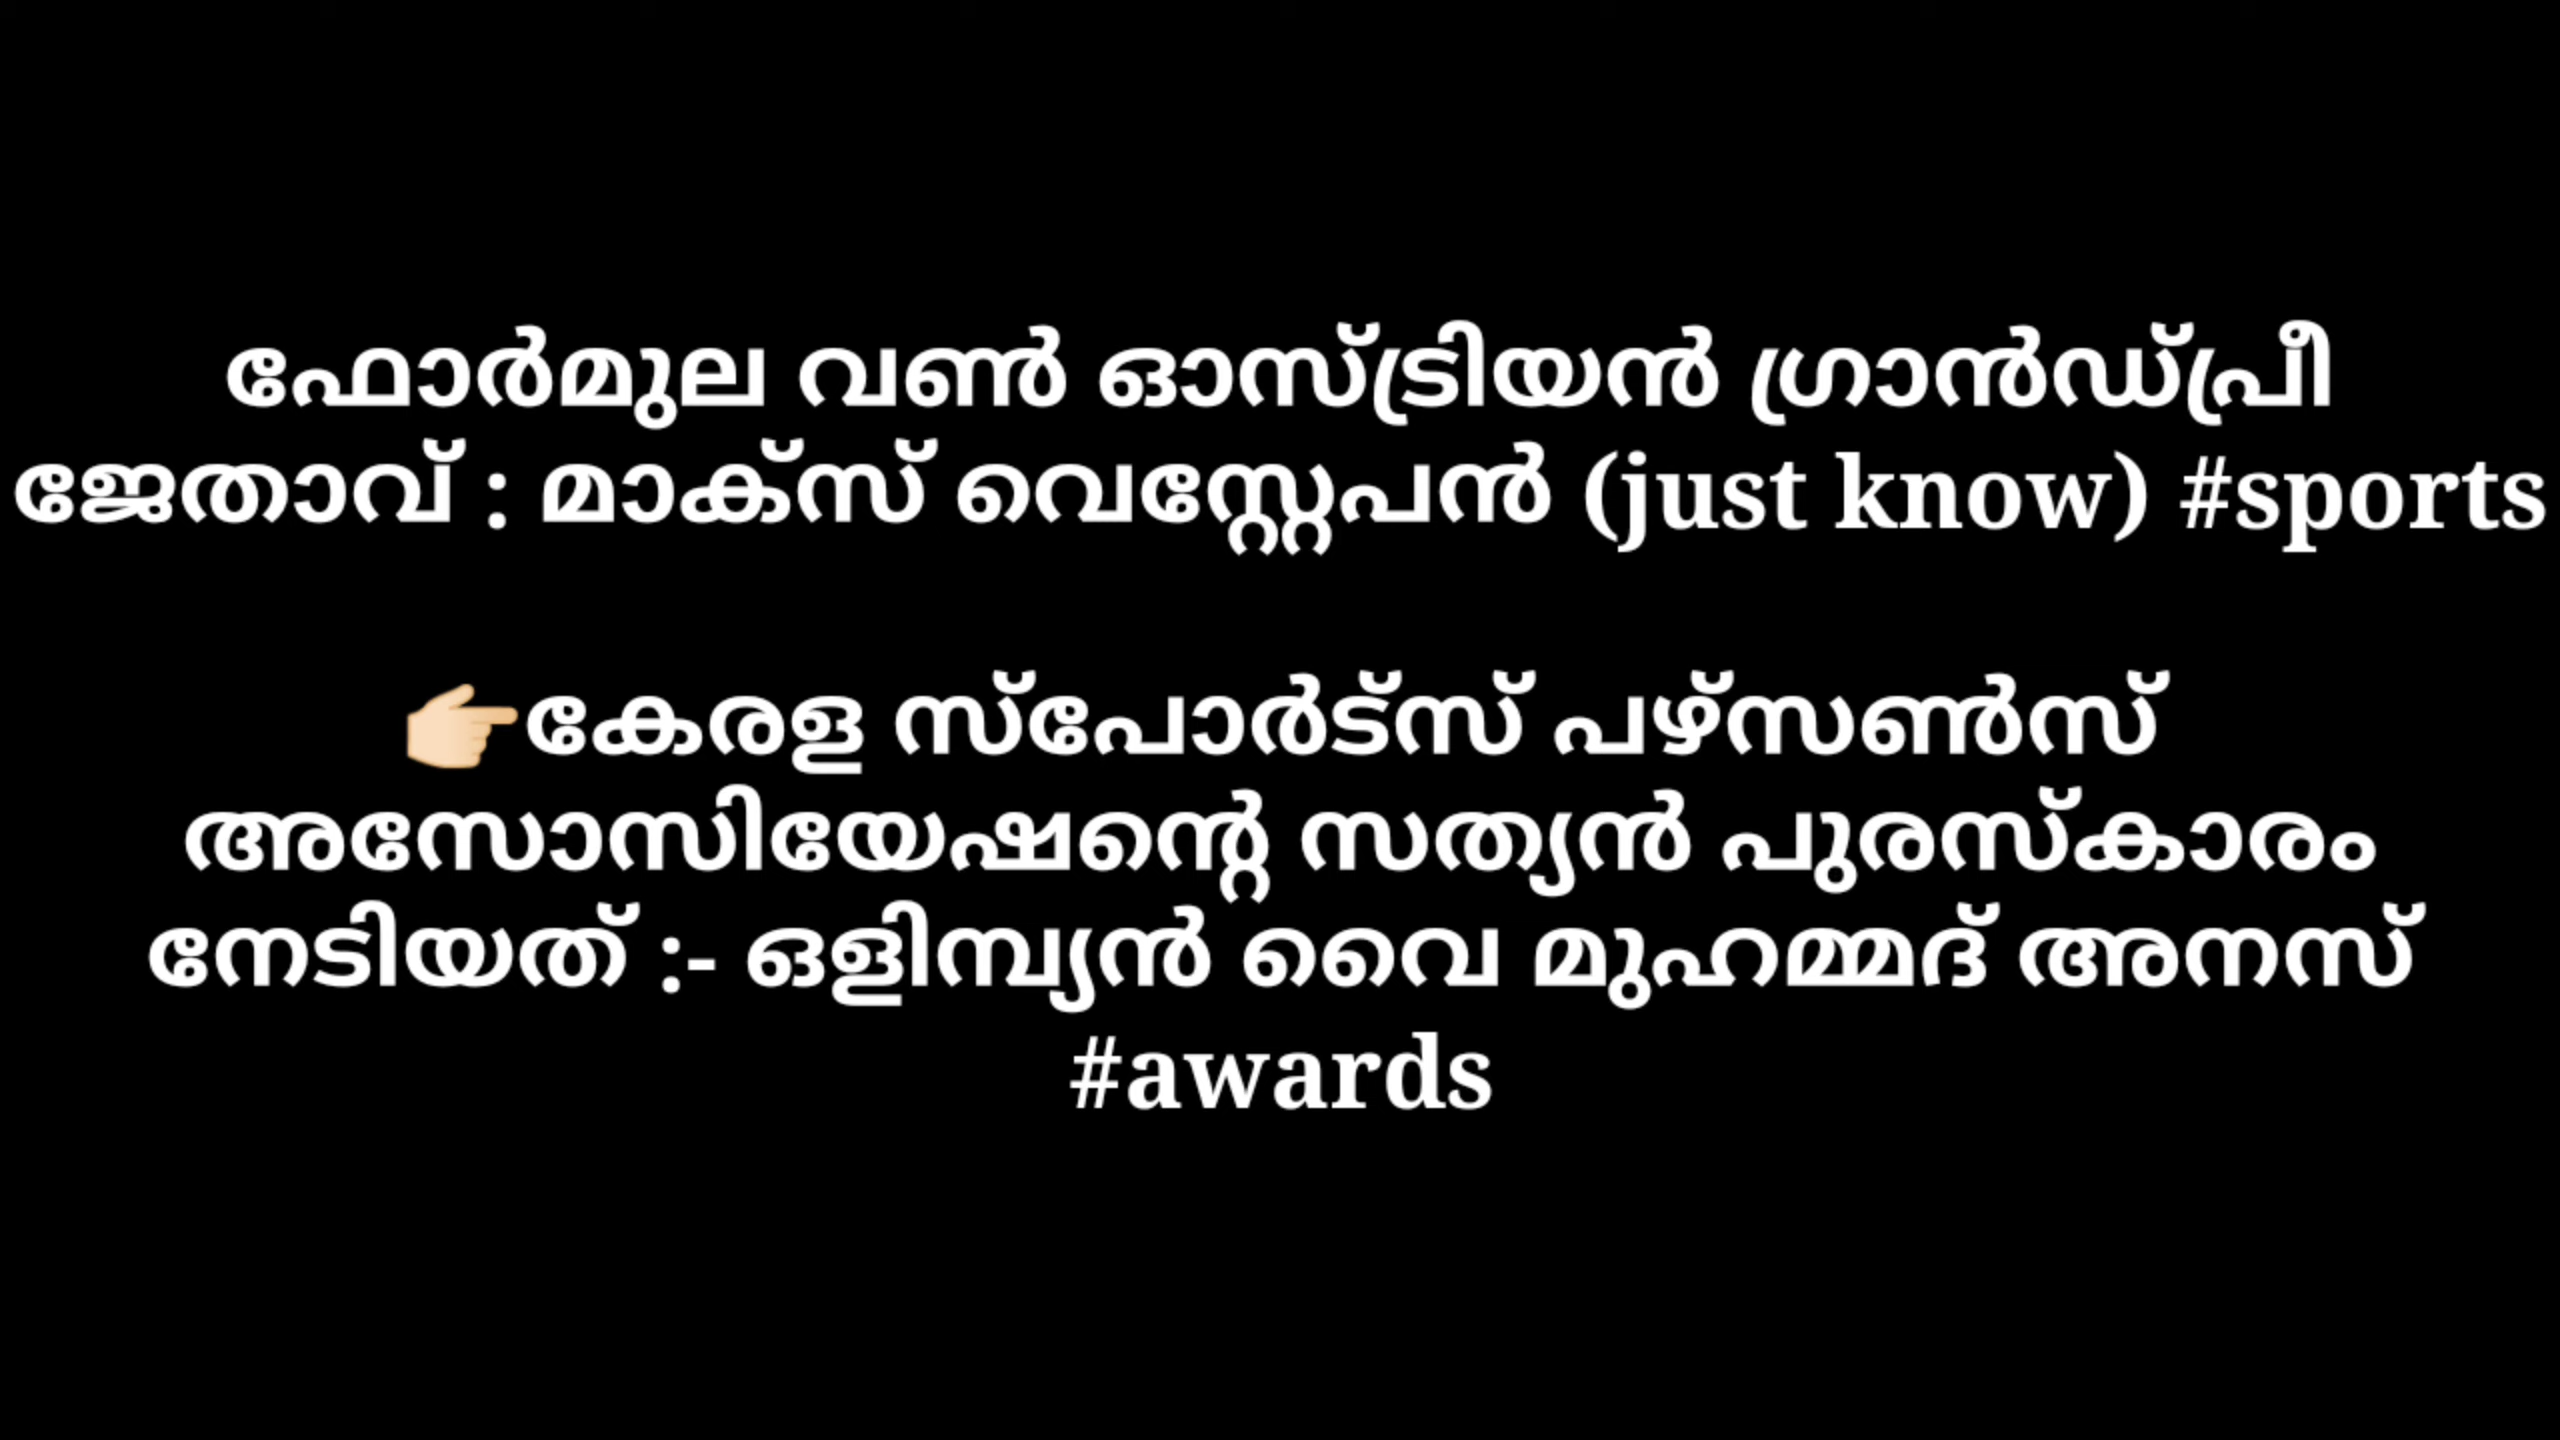 ഫോർമുല വൺ ഓസ്ട്രിയൻ ഗ്രാൻഡ്പ്രീ
ജേതാവ് : മാക്സ് വെസ്റ്റേപൻ (just know) #sports
👉🏻കേരള സ്പോർട്സ് പഴ്സൺസ്
അസോസിയേഷന്റെ സത്യൻ പുരസ്കാരം
നേടിയത് :- ഒളിമ്പ്യൻ വൈ മുഹമ്മദ് അനസ്
#awards